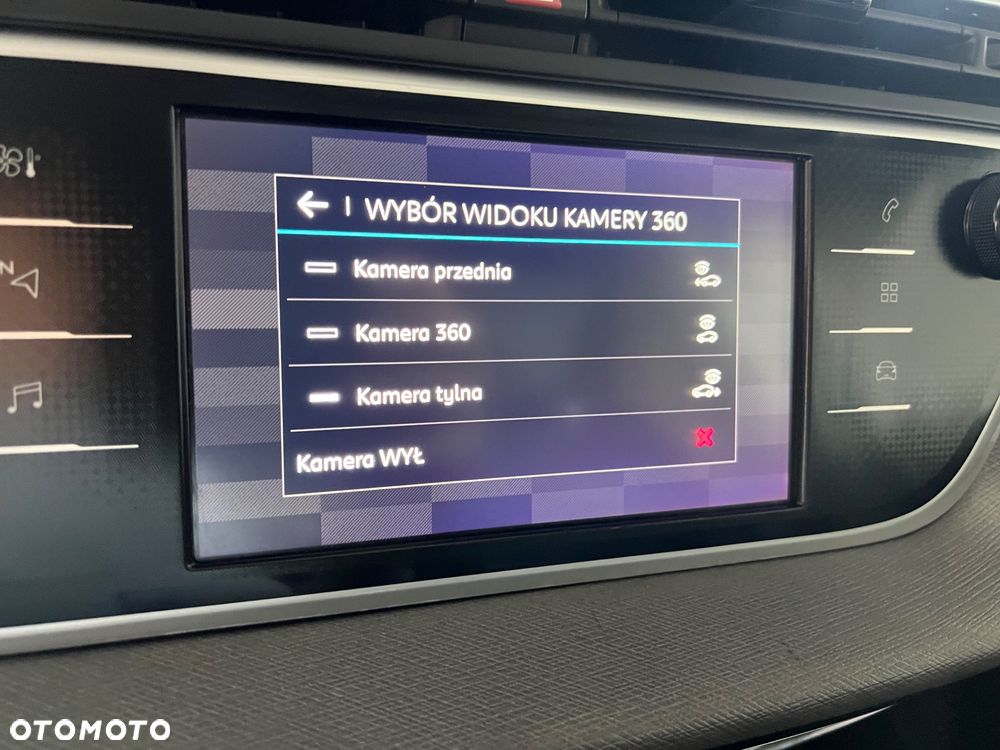 WYBÓR WIDOKU KAMERY 360
Kamera przednia
Kamera 360
Kamera tylna
Kamera WYŁ
N
OTOMOTO